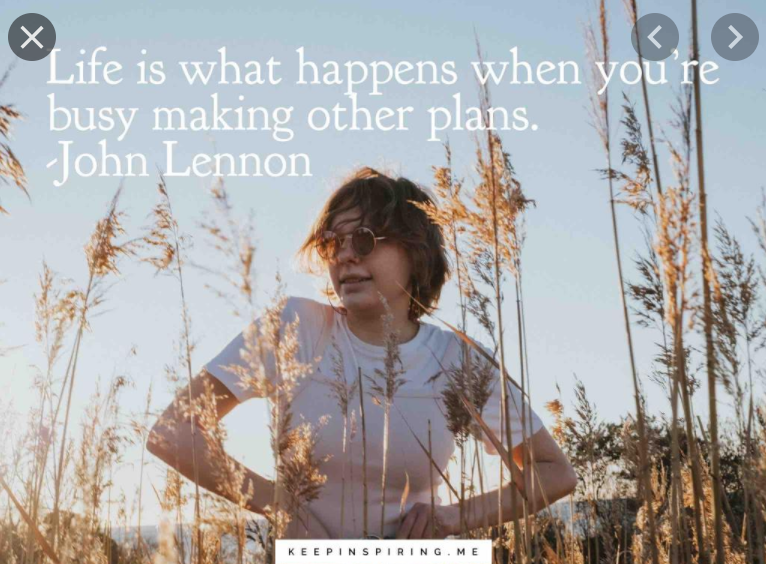 Life is what happens when you're
busy making other plans.
-John Lennon
KEEPINSPIRING.ME